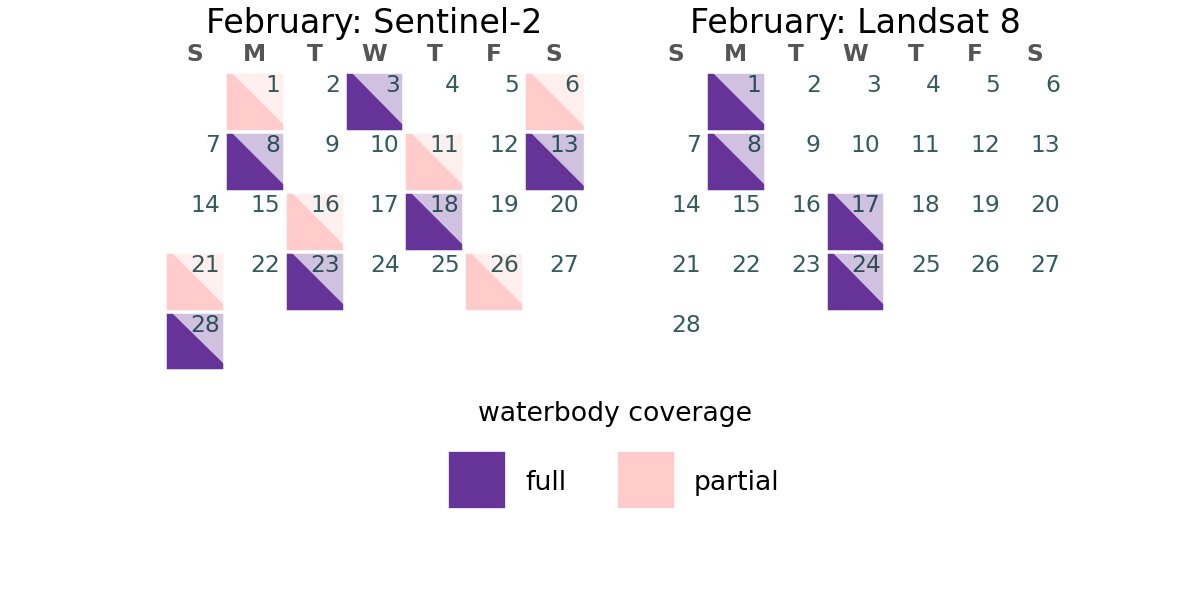 February: Sentinel-2
S M T W T F S
1 2 3 4 5 6
7 8 9 10 11 12 13
14 15 16 17 18 19 20
21 22 23 24 25 26 27
28
February: Landsat 8
S M T W T F S
1 2 3 4 5 6
7 8 9 10 11 12 13
14 15 16 17 18 19 20
21 22 23 24 25 26 27
28
waterbody coverage
full partial